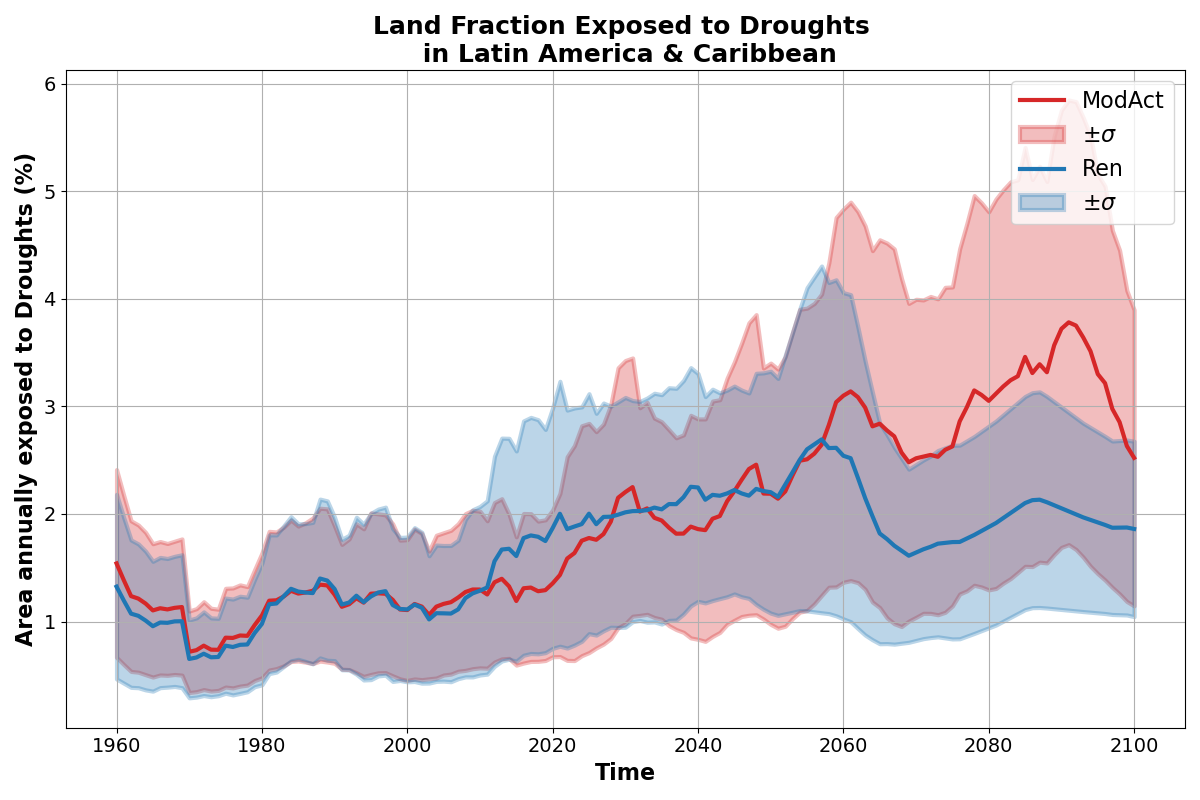 Land Fraction Exposed to Droughts
in Latin America & Caribbean
Area annually exposed to Droughts (%)
6
5
4
3
2
1
ModAct
±σ
Ren
±σ
1960
1980
2000
2020
2040
2060
2080
2100
Time